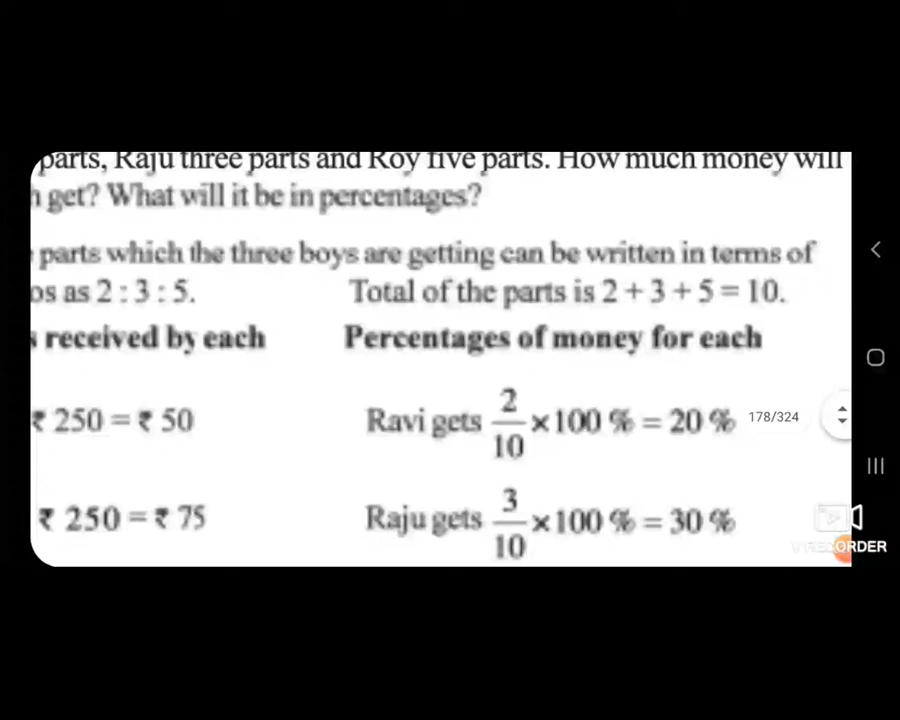 parts, Raju three parts and Roy five parts. How much money will
h get? What will it be in percentages?
parts which the three boys are getting can be written in terms of
os as 2 : 3 : 5. Total of the parts is 2 + 3 + 5 = 10.
s received by each Percentages of money for each
₹ 250 = ₹ 50 Ravi gets 2/10 × 100 % = 20 %
178/324
₹ 250 = ₹ 75 Raju gets 3/10 × 100 % = 30 %
RECORDER